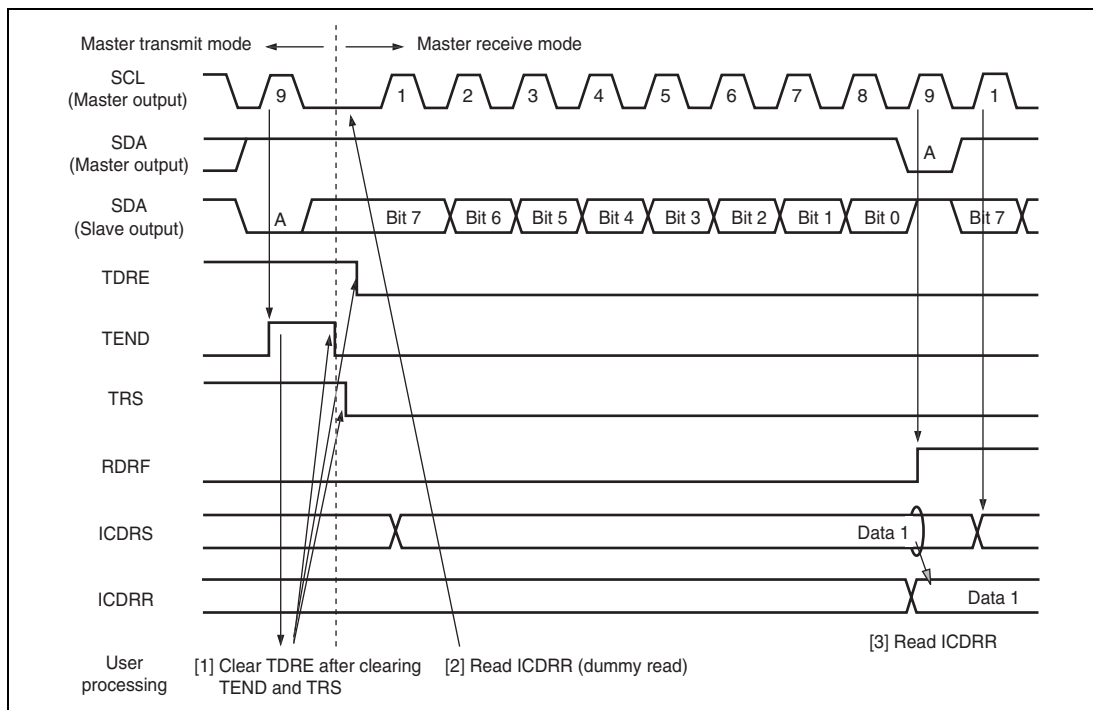 Master transmit mode
Master receive mode
SCL
(Master output)
9
1
2
3
4
5
6
7
8
9
1
SDA
(Master output)
A
SDA
(Slave output)
A
Bit 7
Bit 6
Bit 5
Bit 4
Bit 3
Bit 2
Bit 1
Bit 0
Bit 7
TDRE
TEND
TRS
RDRF
ICDRS
Data 1
ICDRR
Data 1
User
processing
[1] Clear TDRE after clearing
TEND and TRS
[2] Read ICDRR (dummy read)
[3] Read ICDRR